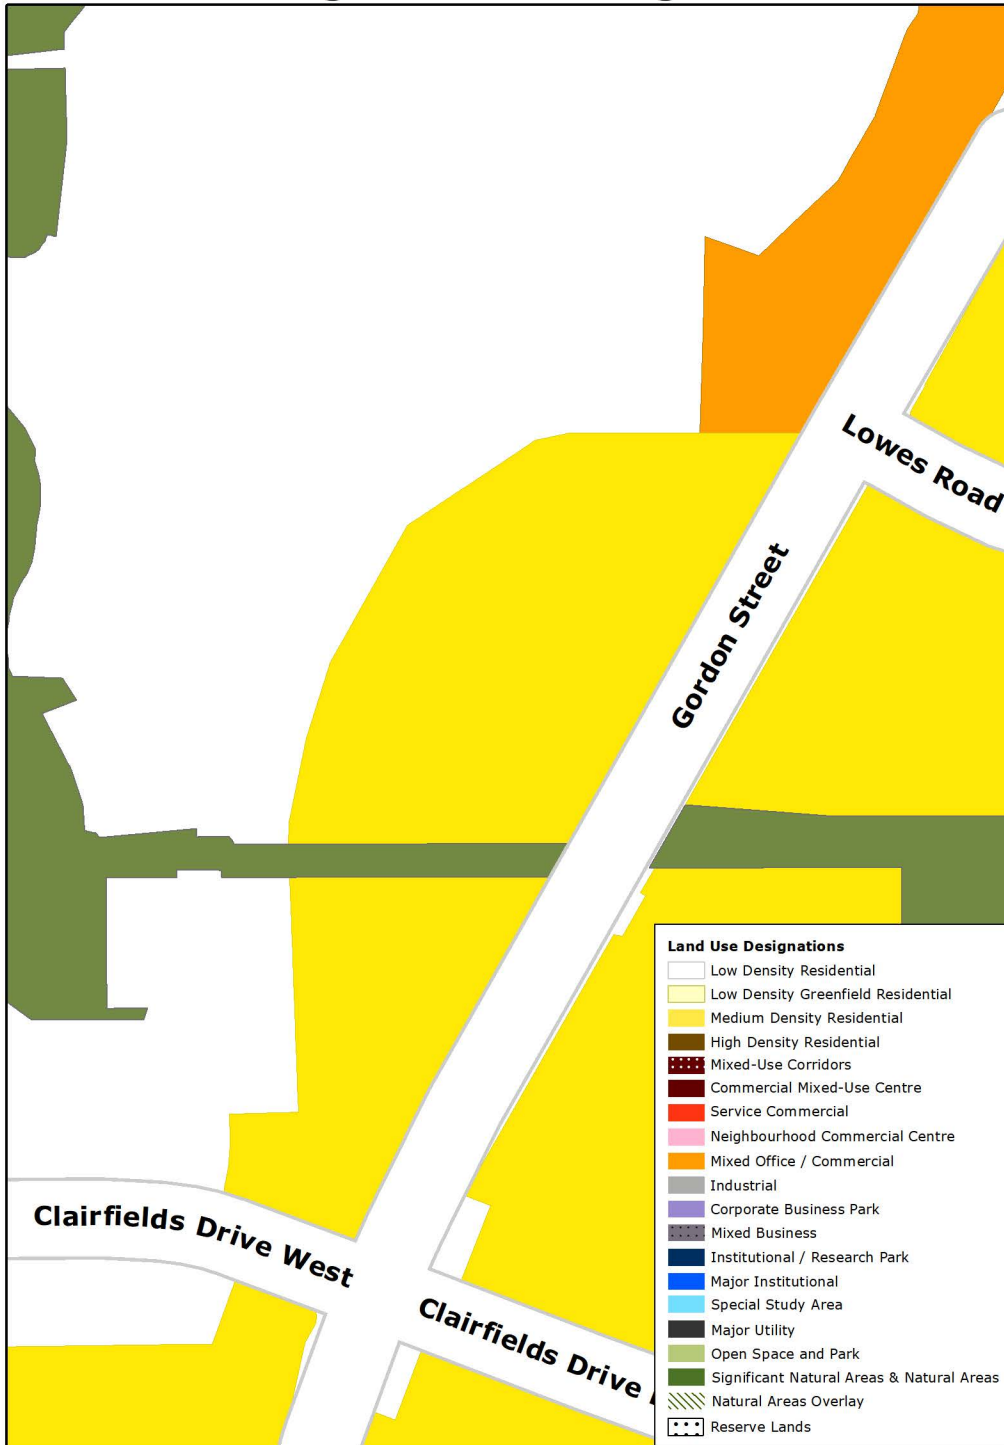 Lowes Road
Gordon Street
Clairfields Drive West
Clairfields Drive
Land Use Designations
Low Density Residential
Low Density Greenfield Residential
Medium Density Residential
High Density Residential
Mixed-Use Corridors
Commercial Mixed-Use Centre
Service Commercial
Neighbourhood Commercial Centre
Mixed Office / Commercial
Industrial
Corporate Business Park
Mixed Business
Institutional / Research Park
Major Institutional
Special Study Area
Major Utility
Open Space and Park
Significant Natural Areas & Natural Areas
Natural Areas Overlay
Reserve Lands